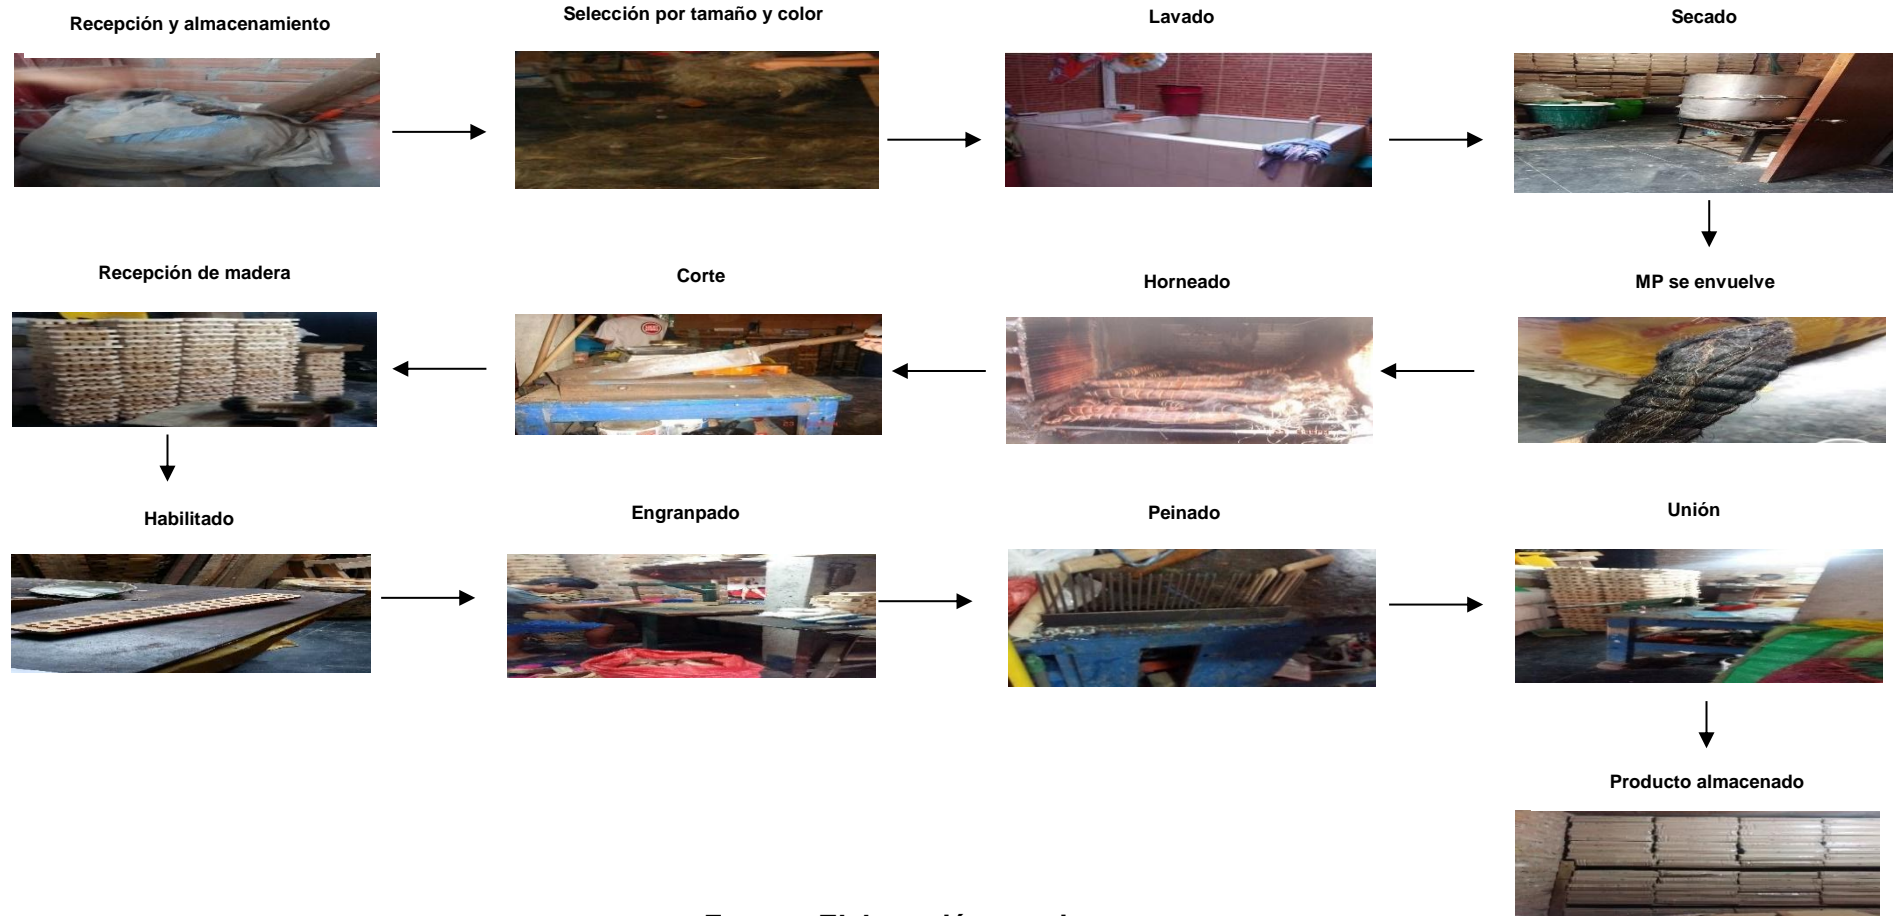 Recepción y almacenamiento
Selección por tamaño y color
Lavado
Secado
Recepción de madera
Corte
Horneado
MP se envuelve
Habilitado
Engranpado
Peinado
Unión
Producto almacenado